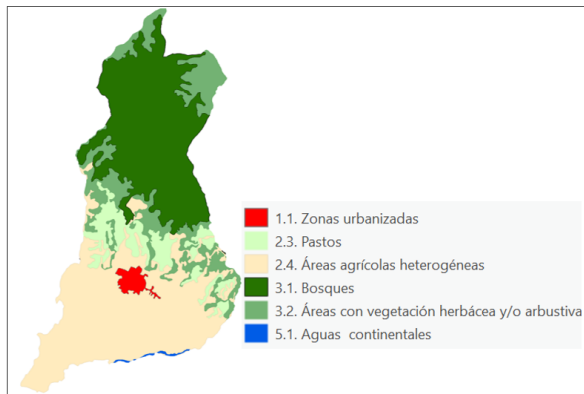 1.1. Zonas urbanizadas
2.3. Pastos
2.4. Áreas agrícolas heterogéneas
3.1. Bosques
3.2. Áreas con vegetación herbácea y/o arbustiva
5.1. Aguas continentales